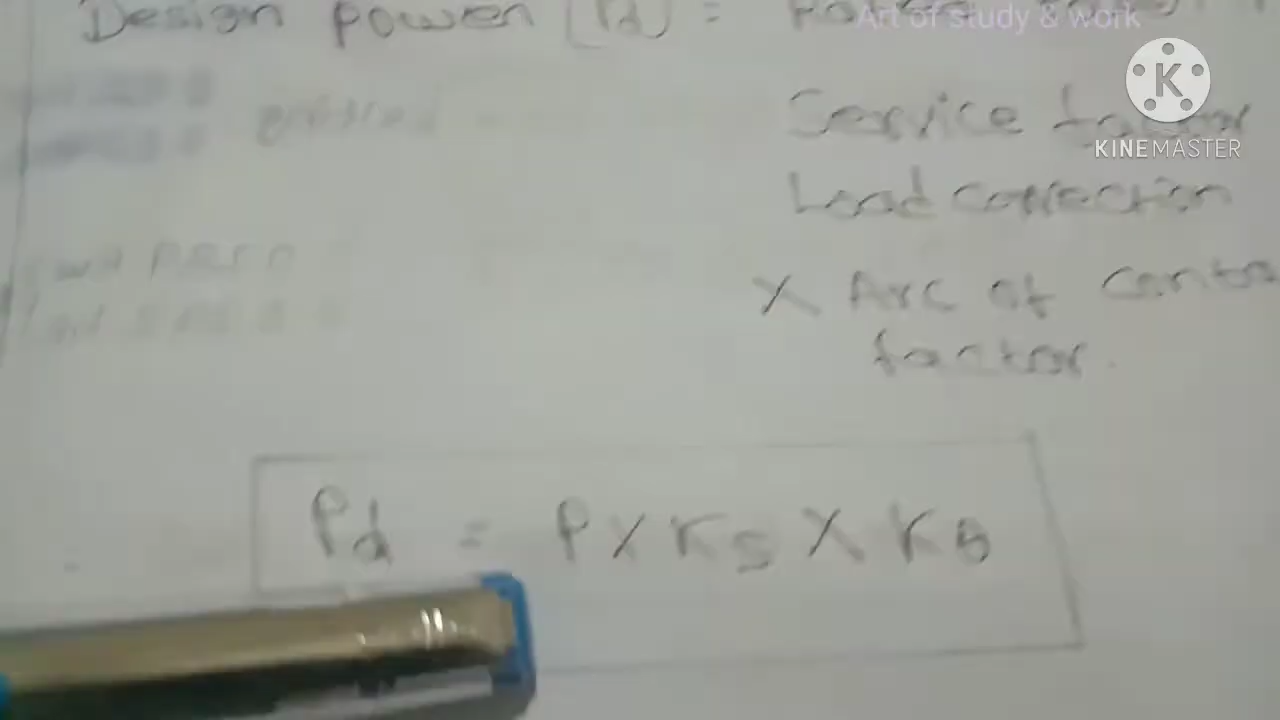 Design power [Pd] =
Art of study & work
Service factor
KINEMASTER
Load correction
X Arc of conta
factor.
Pd = P X Ks X Kθ